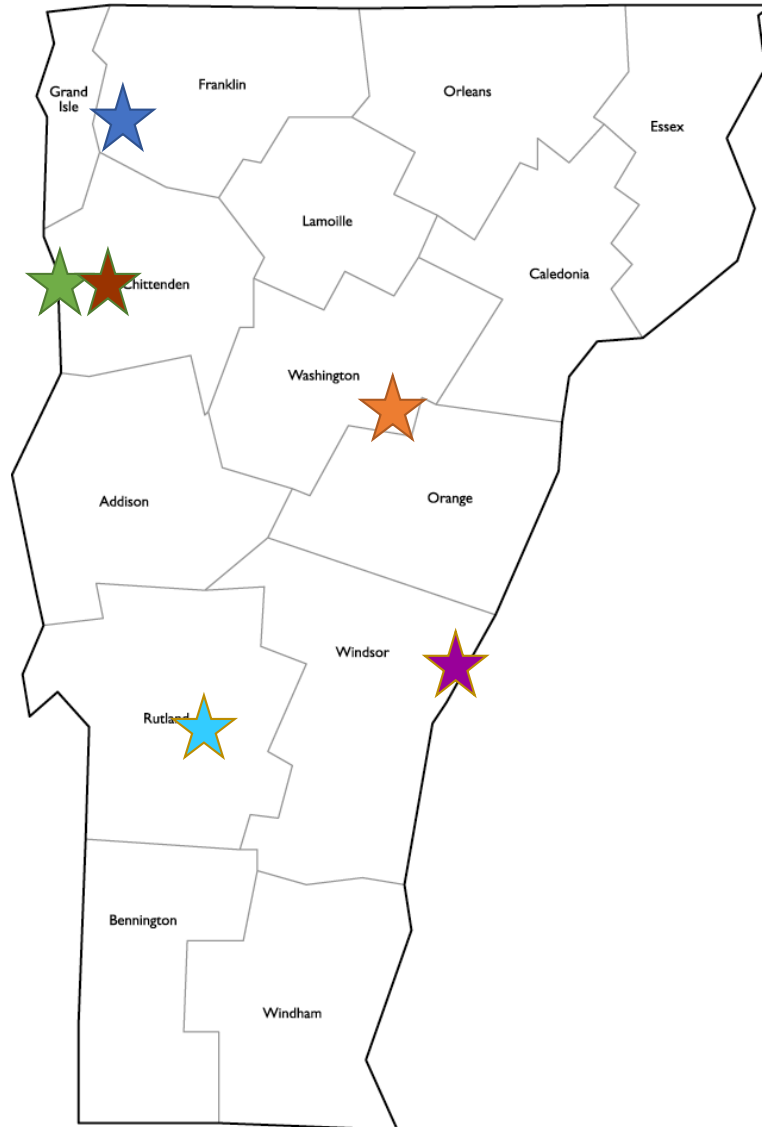 Grand
Isle
Franklin
Orleans
Essex
Lamoille
Chittenden
Caledonia
Washington
Addison
Orange
Windsor
Rutland
Bennington
Windham